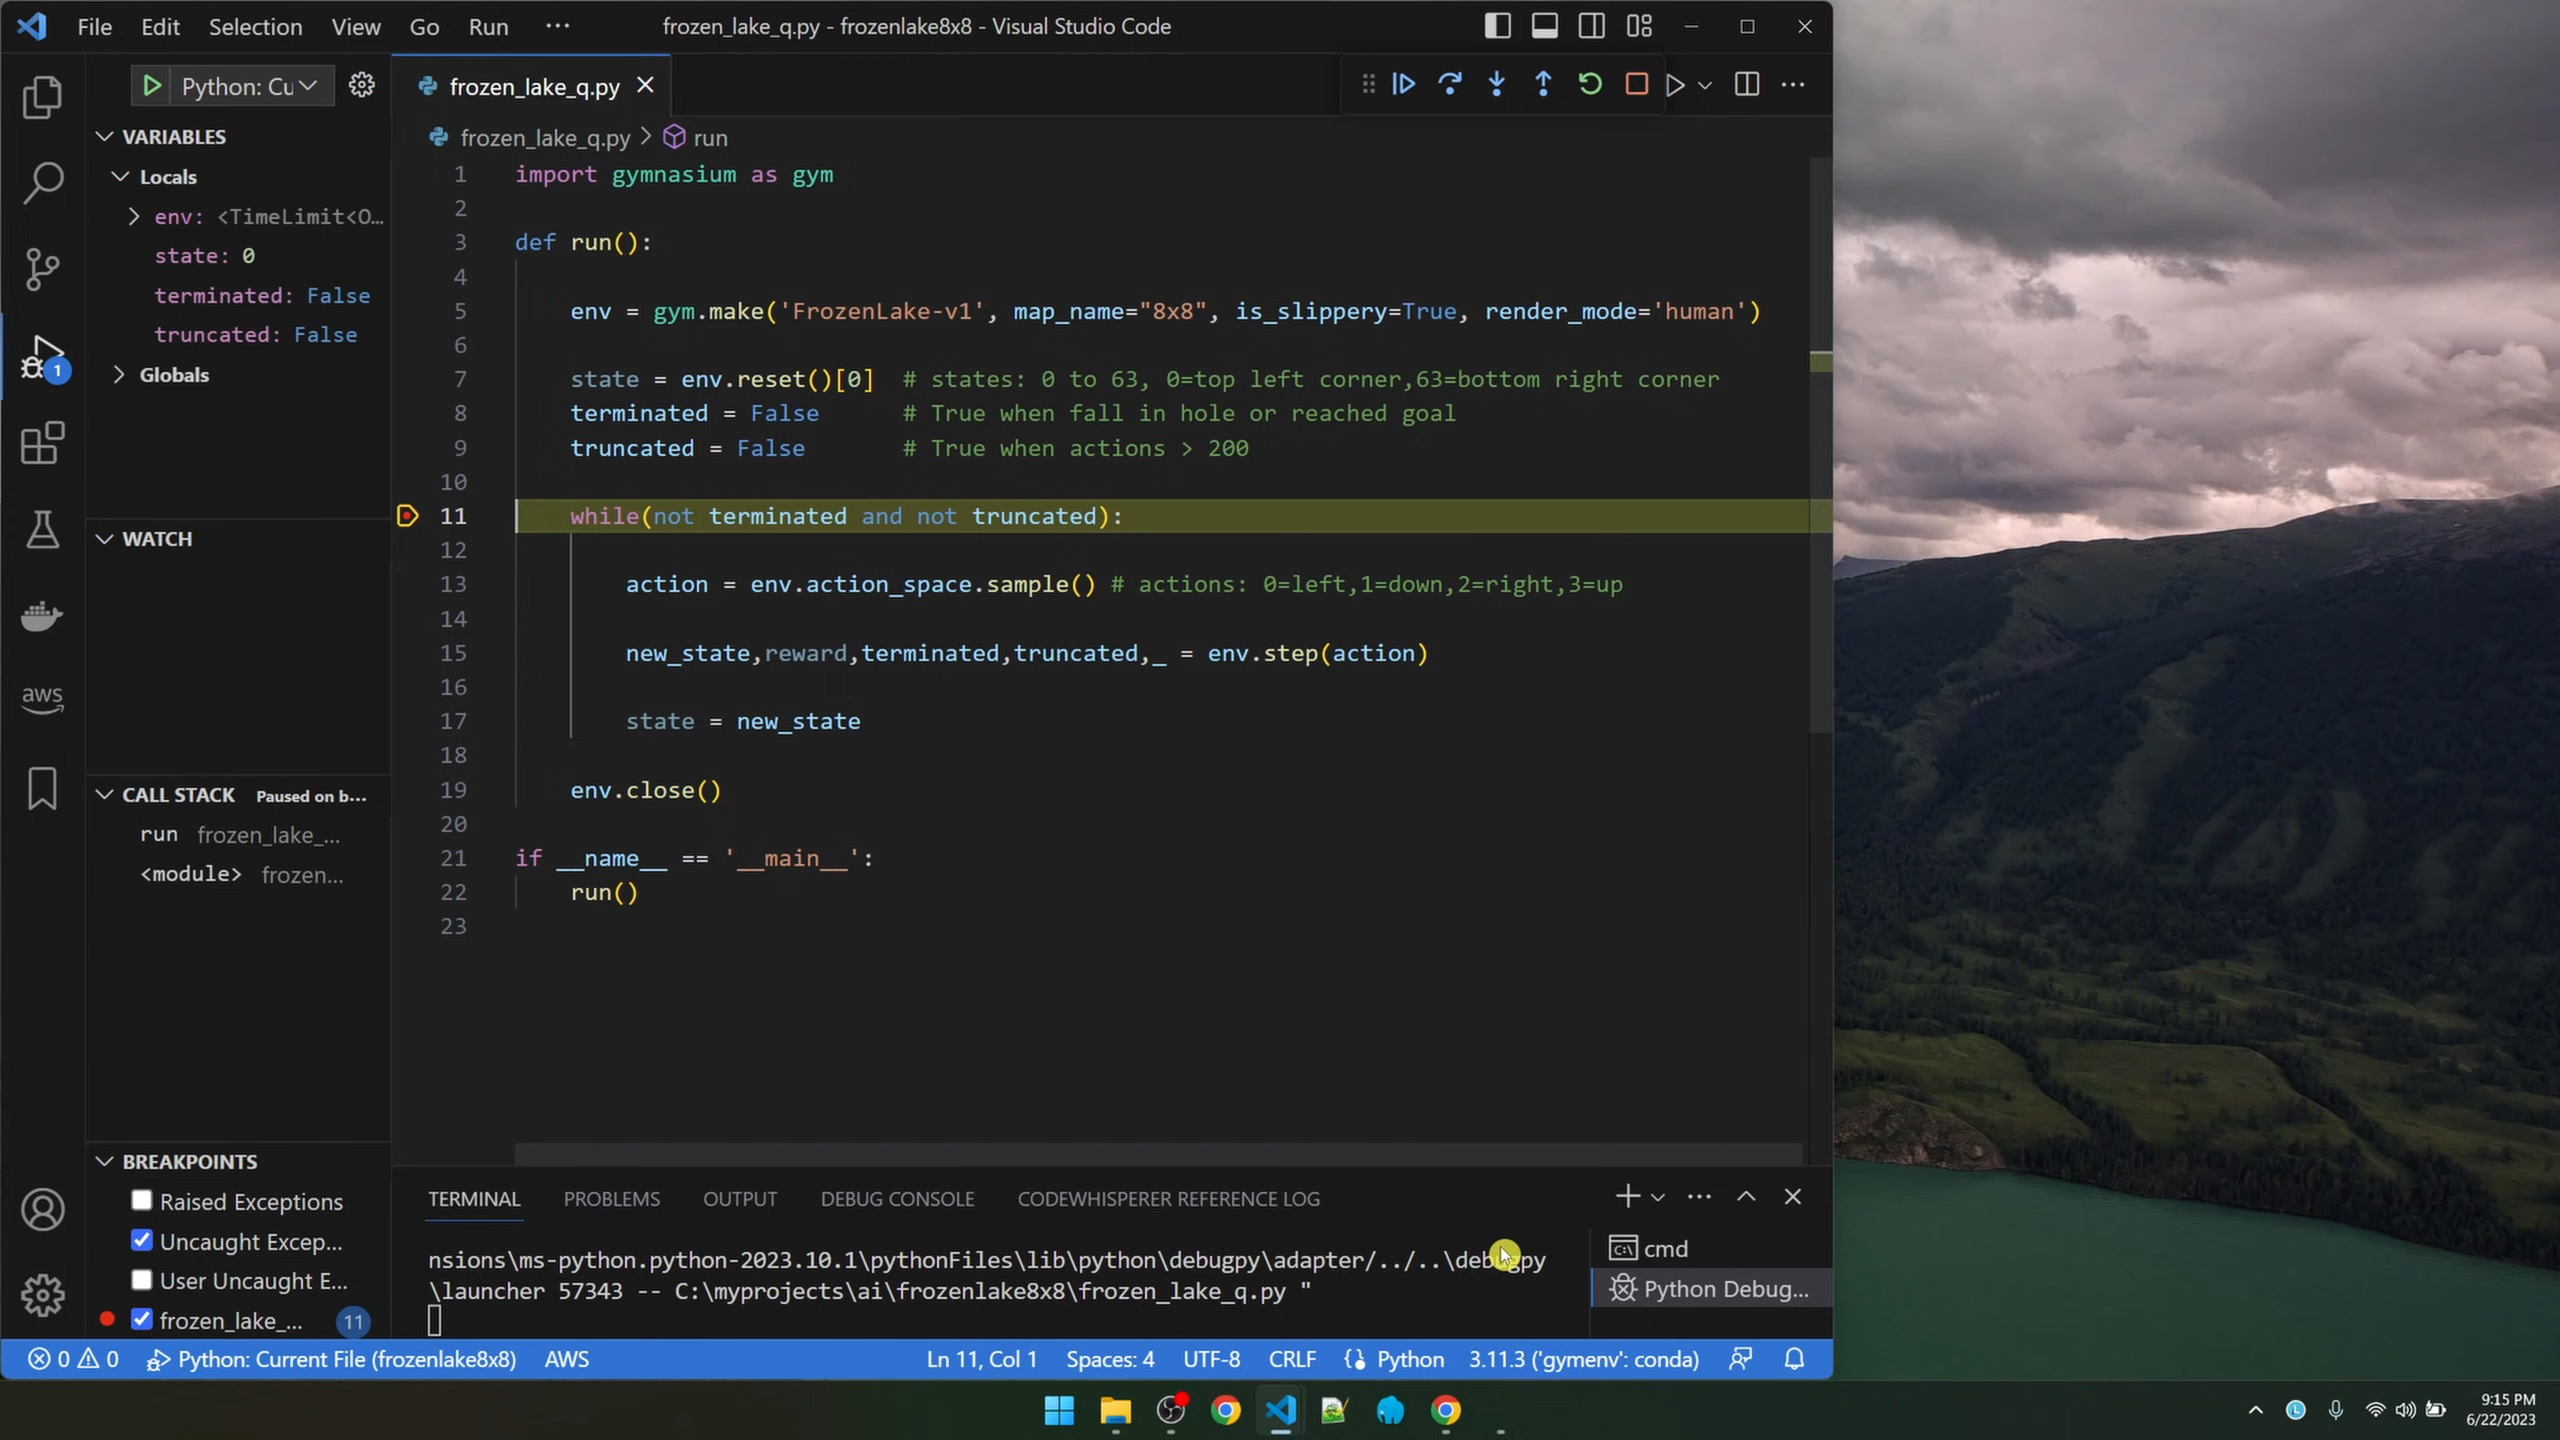 File Edit Selection View Go Run ···
frozen_lake_q.py - frozenlake8x8 - Visual Studio Code
Python: Cu
frozen_lake_q.py
VARIABLES
Locals
env: <TimeLimit<O...
state: 0
terminated: False
truncated: False
Globals
WATCH
CALL STACK Paused on b...
run frozen_lake_...
<module> frozen...
BREAKPOINTS
Raised Exceptions
Uncaught Excep...
User Uncaught E...
frozen_lake_... 11
1
aws
frozen_lake_q.py > run
1 import gymnasium as gym
2
3 def run():
4
5 env = gym.make('FrozenLake-v1', map_name="8x8", is_slippery=True, render_mode='human')
6
7 state = env.reset()[0] # states: 0 to 63, 0=top left corner,63=bottom right corner
8 terminated = False # True when fall in hole or reached goal
9 truncated = False # True when actions > 200
10
11 while(not terminated and not truncated):
12
13 action = env.action_space.sample() # actions: 0=left,1=down,2=right,3=up
14
15 new_state,reward,terminated,truncated,_ = env.step(action)
16
17 state = new_state
18
19 env.close()
20
21 if __name__ == '__main__':
22 run()
23
TERMINAL PROBLEMS OUTPUT DEBUG CONSOLE CODEWHISPERER REFERENCE LOG
nsions\ms-python.python-2023.10.1\pythonFiles\lib\python\debugpy\adapter/../..\debugpy
\launcher 57343 -- C:\myprojects\ai\frozenlake8x8\frozen_lake_q.py "
cmd
Python Debug...
0 0 Python: Current File (frozenlake8x8) AWS
Ln 11, Col 1 Spaces: 4 UTF-8 CRLF Python 3.11.3 ('gymenv': conda)
9:15 PM
6/22/2023